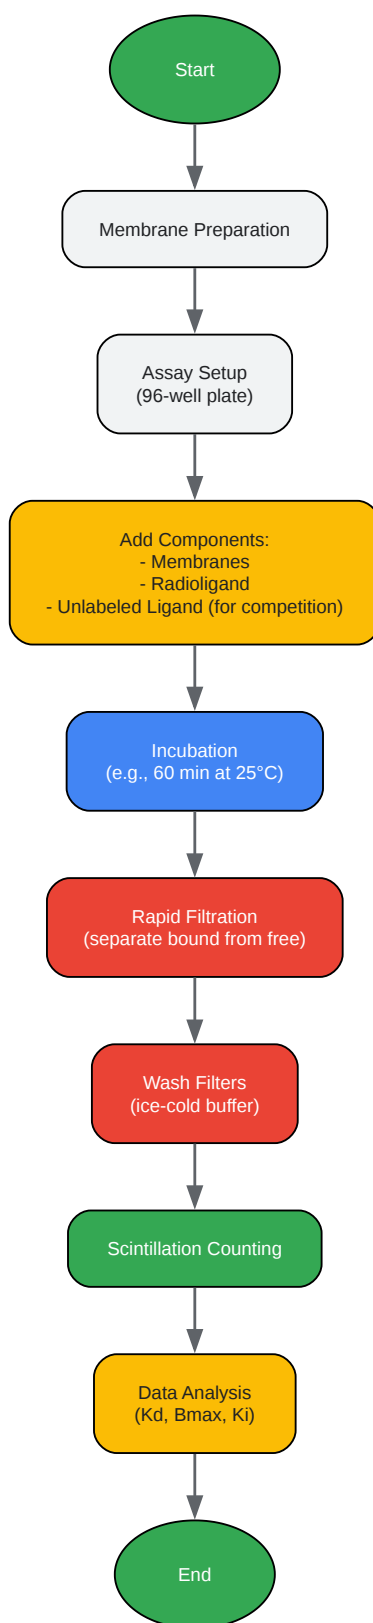 Start
Membrane Preparation
Assay Setup
(96-well plate)
Add Components:
- Membranes
- Radioligand
- Unlabeled Ligand (for competition)
Incubation
(e.g., 60 min at 25°C)
Rapid Filtration
(separate bound from free)
Wash Filters
(ice-cold buffer)
Scintillation Counting
Data Analysis
(Kd, Bmax, Ki)
End